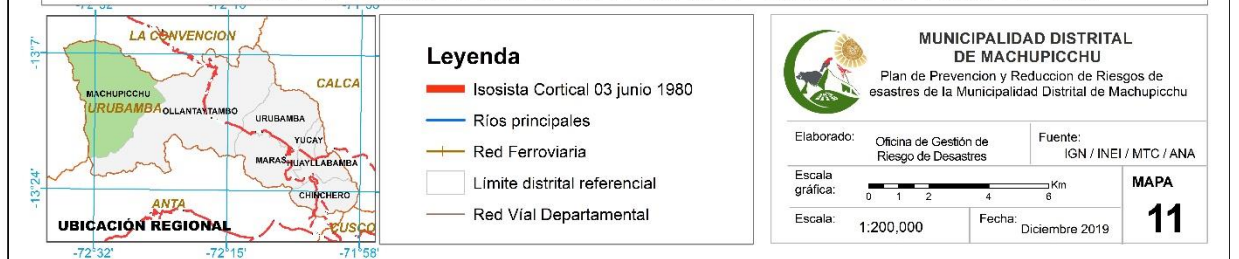 -72°32'
-72°15'
-71°58'
-13°7'
-13°24'
LA CONVENCION
CALCA
MACHUPICCHU
URUBAMBA
OLLANTAYTAMBO
URUBAMBA
YUCAY
MARAS
HUAYLLABAMBA
CHINCHERO
ANTA
CUSCO
UBICACIÓN REGIONAL
-72°32'
-72°15'
-71°58'
Leyenda
Isosista Cortical 03 junio 1980
Ríos principales
Red Ferroviaria
Límite distrital referencial
Red Víal Departamental
MUNICIPALIDAD DISTRITAL
DE MACHUPICCHU
Plan de Prevencion y Reduccion de Riesgos de
esastres de la Municipalidad Distrital de Machupicchu
Elaborado:
Oficina de Gestión de
Riesgo de Desastres
Fuente:
IGN / INEI / MTC / ANA
Escala
gráfica:
Km
0 1 2 4 6
MAPA
11
Escala:
1:200,000
Fecha:
Diciembre 2019